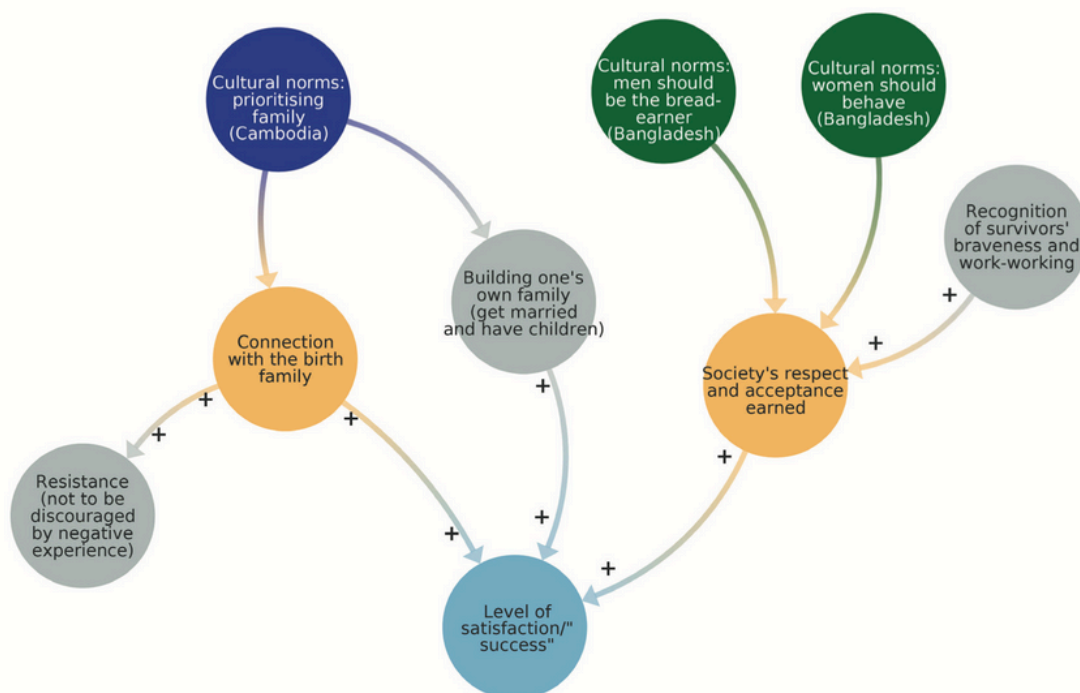 Cultural norms:
prioritising
family
(Cambodia)
Cultural norms:
men should
be the bread-
earner
(Bangladesh)
Cultural norms:
women should
behave
(Bangladesh)
Recognition
of survivors'
braveness and
work-working
Building one's
own family
(get married
and have children)
Connection
with the birth
family
Society's respect
and acceptance
earned
Resistance
(not to be
discouraged
by negative
experience)
Level of
satisfaction/"
success"
+
+
+
+
+
+
+
+
+
+